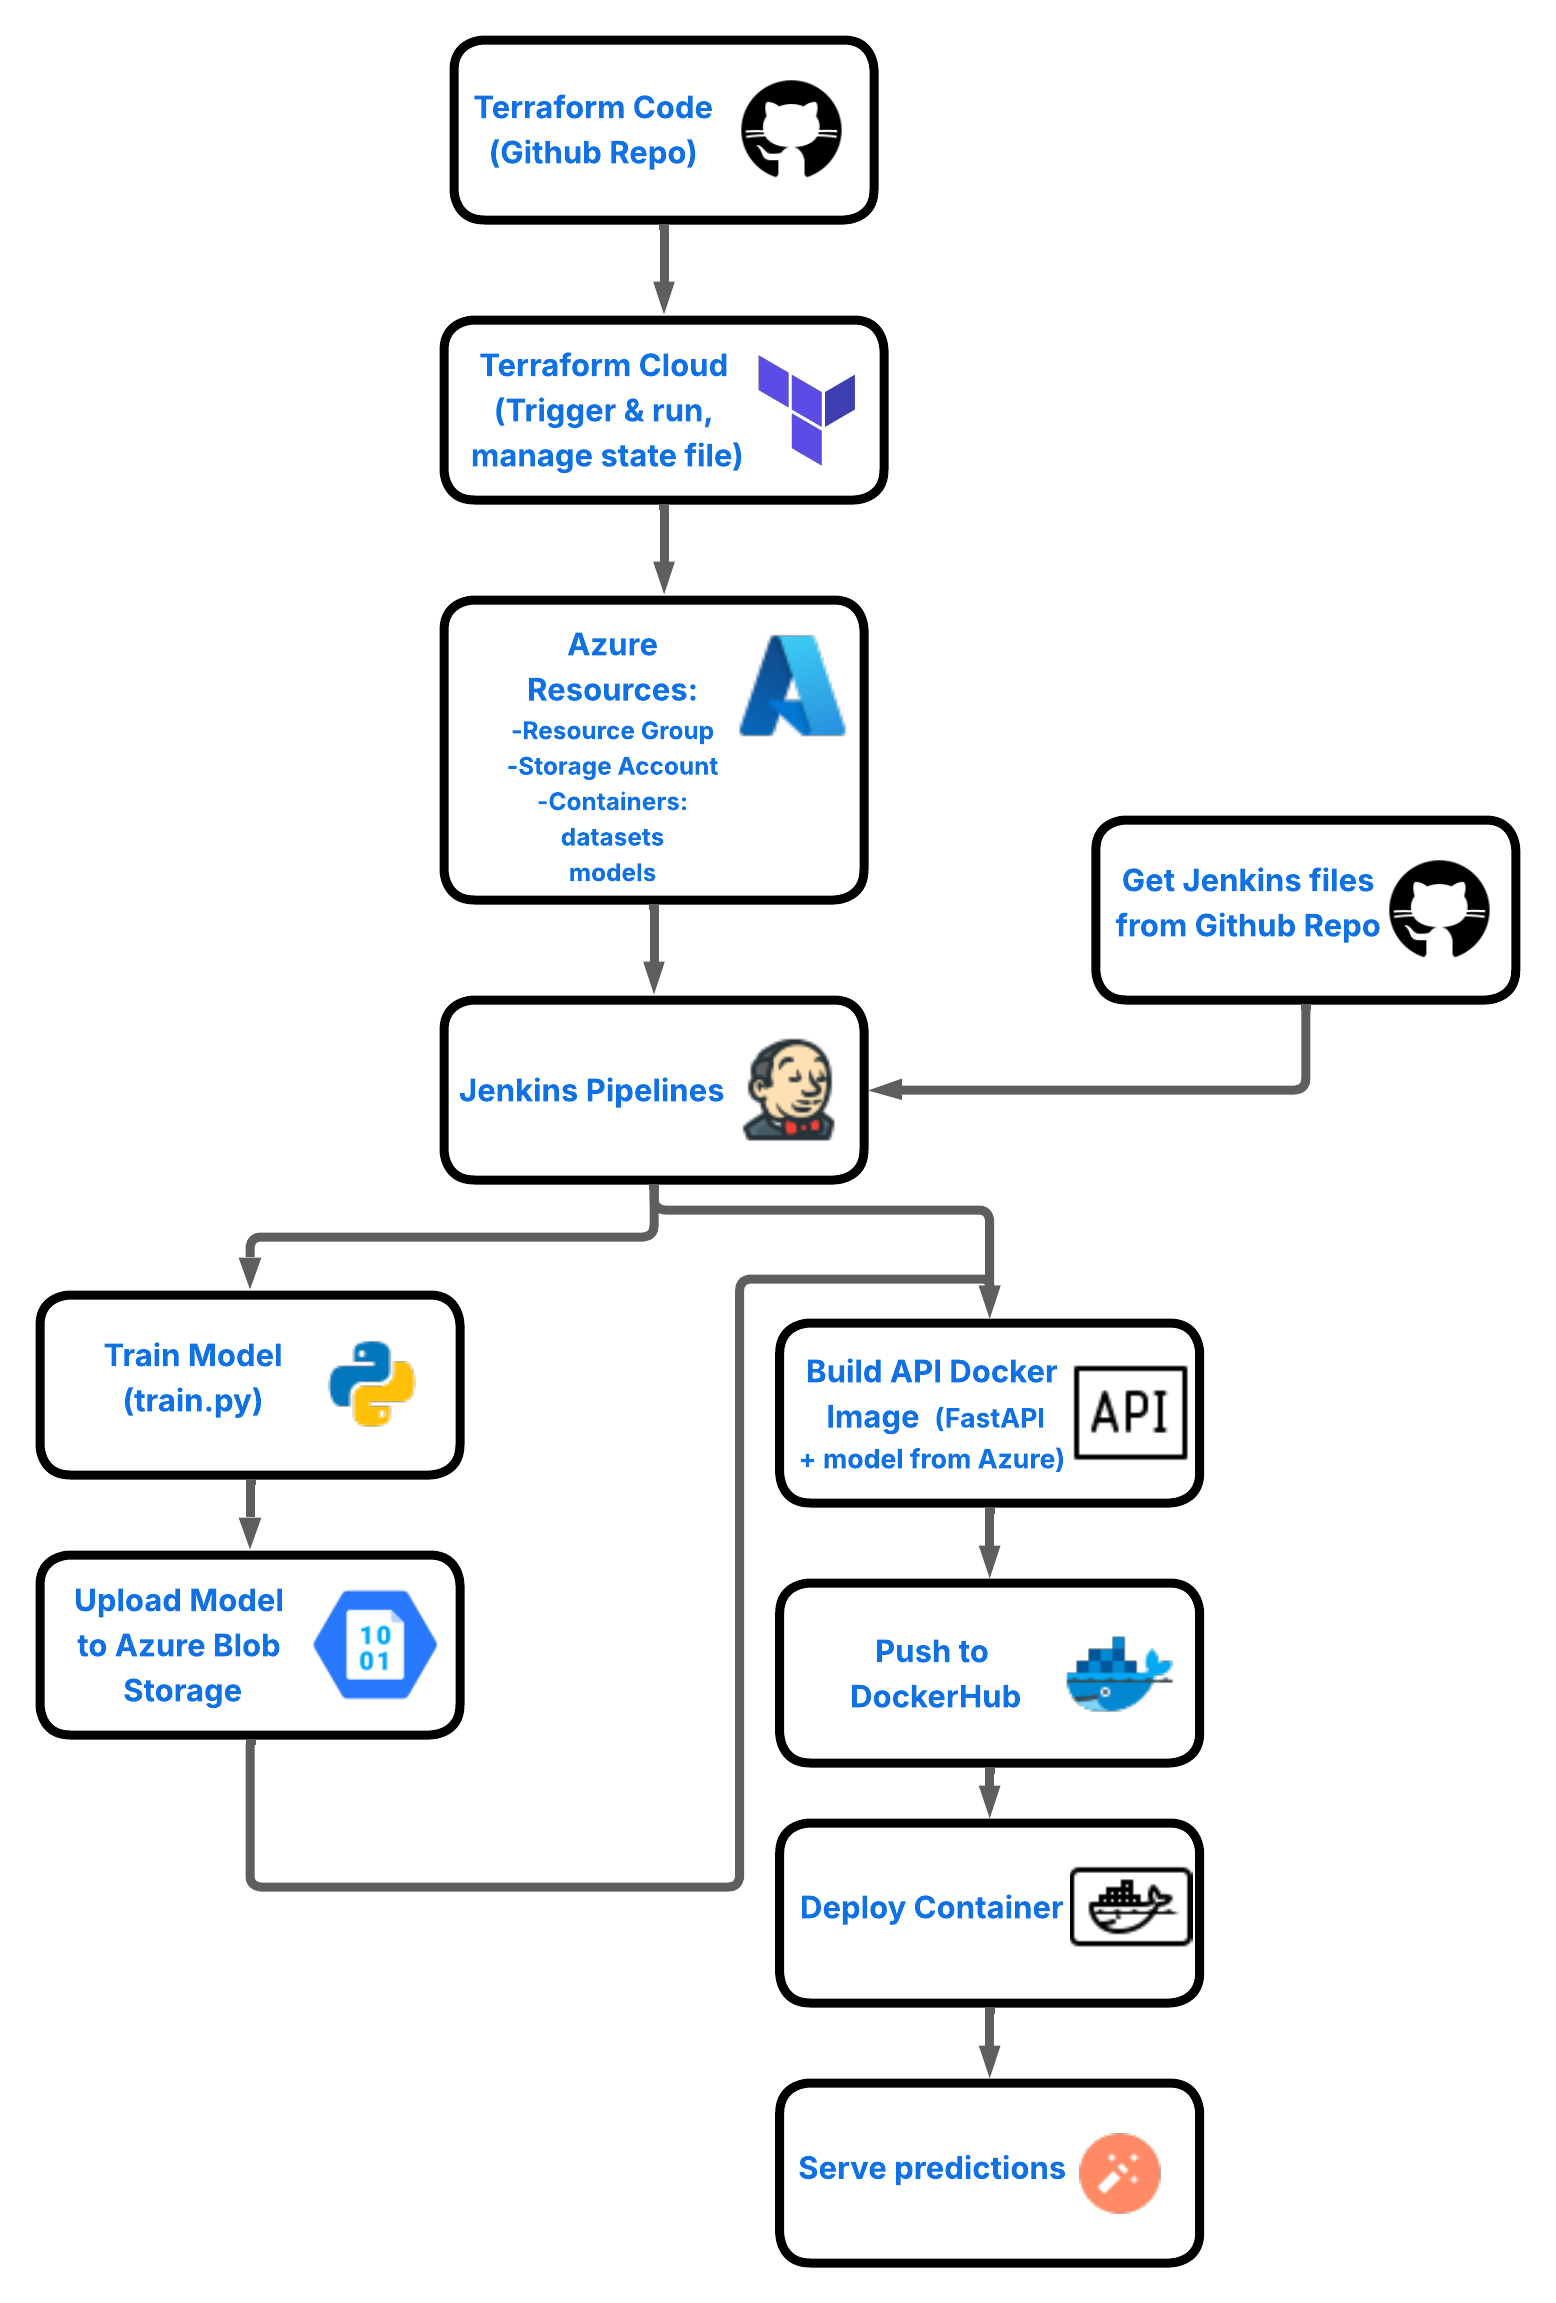 Terraform Code
(Github Repo)
Terraform Cloud
(Trigger & run,
manage state file)
Azure
Resources:
-Resource Group
-Storage Account
-Containers:
datasets
models
Get Jenkins files
from Github Repo
Jenkins Pipelines
Train Model
(train.py)
Build API Docker
Image (FastAPI
+ model from Azure)
API
Upload Model
to Azure Blob
Storage
10
01
Push to
DockerHub
Deploy Container
Serve predictions